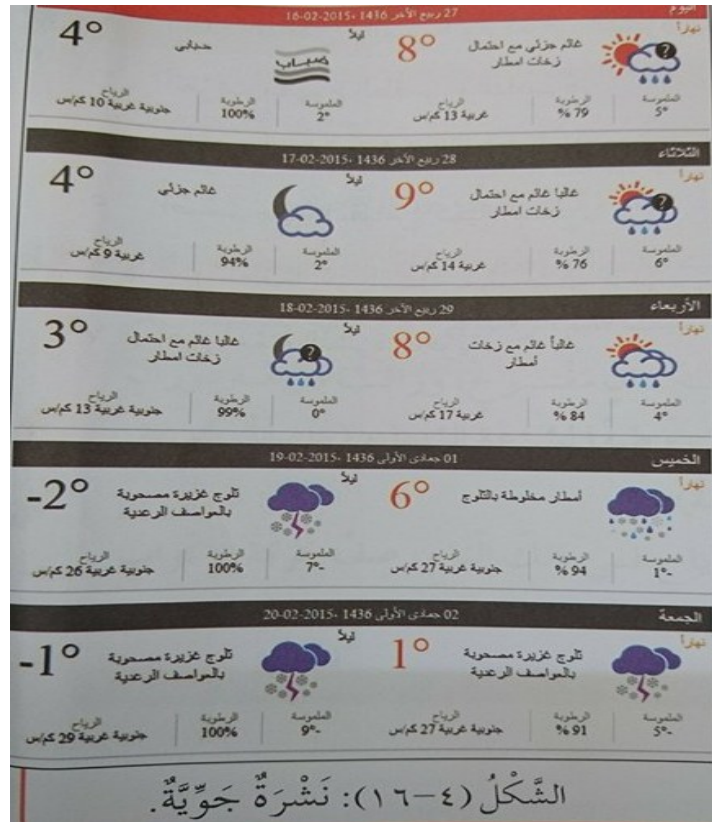 اليوم
27 ربيع الآخر 1436 ،16-02-2015
نهاراً
غائم جزئي مع احتمال زخات امطار
8°
الملموسة 5°
الرطوبة 79 %
الرياح غربية 13 كم/س
ليلاً
ضباب
ضبابي
4°
الملموسة 2°
الرطوبة 100%
الرياح جنوبية غربية 10 كم/س
الثلاثاء
28 ربيع الآخر 1436 ،17-02-2015
نهاراً
غالبا غائم مع احتمال زخات امطار
9°
الملموسة 6°
الرطوبة 76 %
الرياح غربية 14 كم/س
ليلاً
غائم جزئي
4°
الملموسة 2°
الرطوبة 94%
الرياح غربية 9 كم/س
الأربعاء
29 ربيع الآخر 1436 ،18-02-2015
نهاراً
غالباً غائم مع زخات أمطار
8°
الملموسة 4°
الرطوبة 84 %
الرياح غربية 17 كم/س
ليلاً
غالبا غائم مع احتمال زخات امطار
3°
الملموسة 0°
الرطوبة 99%
الرياح جنوبية غربية 13 كم/س
الخميس
01 جمادى الأولى 1436 ،19-02-2015
نهاراً
أمطار مخلوطة بالثلوج
6°
الملموسة 1°-
الرطوبة 94 %
الرياح جنوبية غربية 27 كم/س
ليلاً
ثلوج غزيرة مصحوبة بالعواصف الرعدية
-2°
الملموسة 7°-
الرطوبة 100%
الرياح جنوبية غربية 26 كم/س
الجمعة
02 جمادى الأولى 1436 ،20-02-2015
نهاراً
ثلوج غزيرة مصحوبة بالعواصف الرعدية
1°
الملموسة 5°-
الرطوبة 91 %
الرياح جنوبية غربية 27 كم/س
ليلاً
ثلوج غزيرة مصحوبة بالعواصف الرعدية
-1°
الملموسة 9°-
الرطوبة 100%
الرياح جنوبية غربية 29 كم/س
الشَّكْلُ (٤-١٦): نَشْرَةٌ جَوِّيَّةٌ.